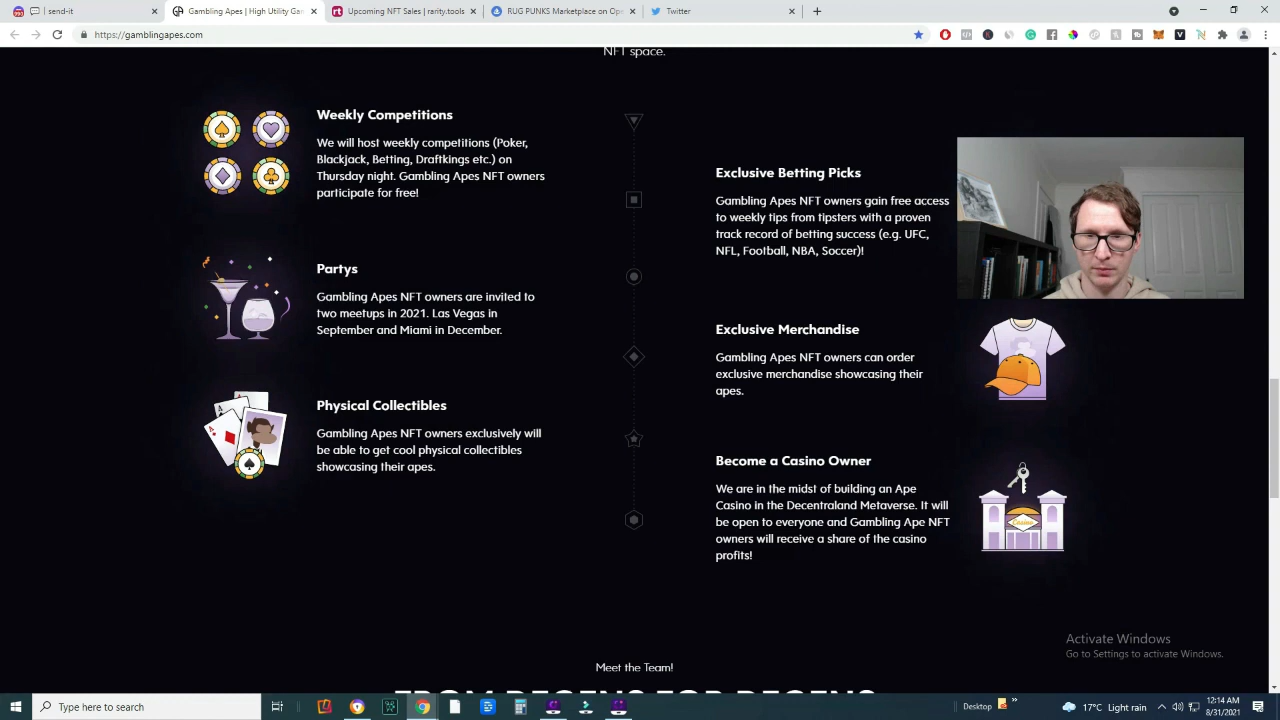 send-it
Gambling Apes | High Utility Gam
Upcoming NFT Sales | rarity.tools
RUG PUNKS Marketplace on Ope
Twitter
https://gamblingapes.com
NFT space.
Weekly Competitions
We will host weekly competitions (Poker,
Blackjack, Betting, Draftkings etc.) on
Thursday night. Gambling Apes NFT owners
participate for free!
Exclusive Betting Picks
Gambling Apes NFT owners gain free access
to weekly tips from tipsters with a proven
track record of betting success (e.g. UFC,
NFL, Football, NBA, Soccer)!
Partys
Gambling Apes NFT owners are invited to
two meetups in 2021. Las Vegas in
September and Miami in December.
Exclusive Merchandise
Gambling Apes NFT owners can order
exclusive merchandise showcasing their
apes.
Physical Collectibles
Gambling Apes NFT owners exclusively will
be able to get cool physical collectibles
showcasing their apes.
Become a Casino Owner
We are in the midst of building an Ape
Casino in the Decentraland Metaverse. It will
be open to everyone and Gambling Ape NFT
owners will receive a share of the casino
profits!
Casino
Activate Windows
Go to Settings to activate Windows.
Meet the Team!
FROM DEGENS FOR DEGENS
Type here to search
Desktop
17°C Light rain
12:14 AM
8/31/2021